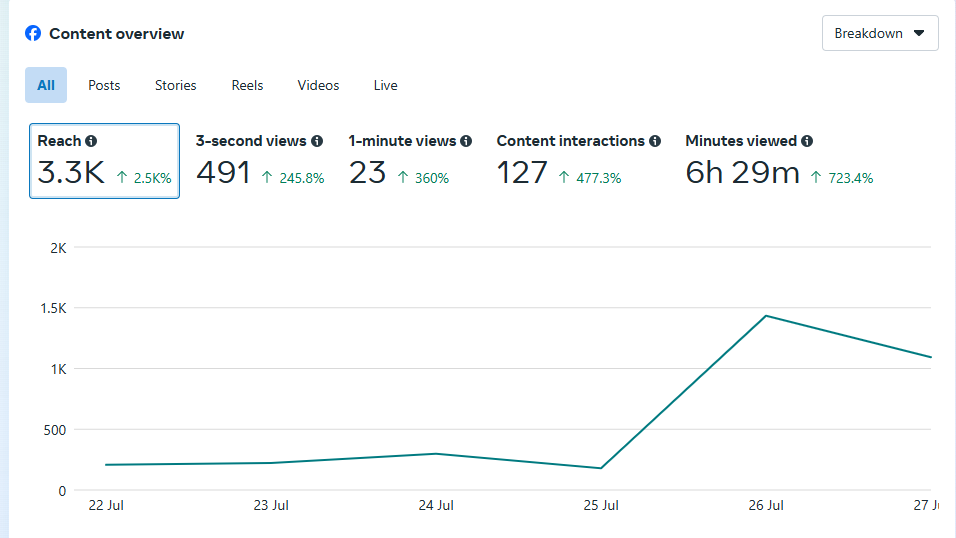 Content overview
Breakdown
All Posts Stories Reels Videos Live
Reach 3-second views 1-minute views Content interactions Minutes viewed
3.3K ↑ 2.5K% 491 ↑ 245.8% 23 ↑ 360% 127 ↑ 477.3% 6h 29m ↑ 723.4%
2K
1.5K
1K
500
0
22 Jul 23 Jul 24 Jul 25 Jul 26 Jul 27